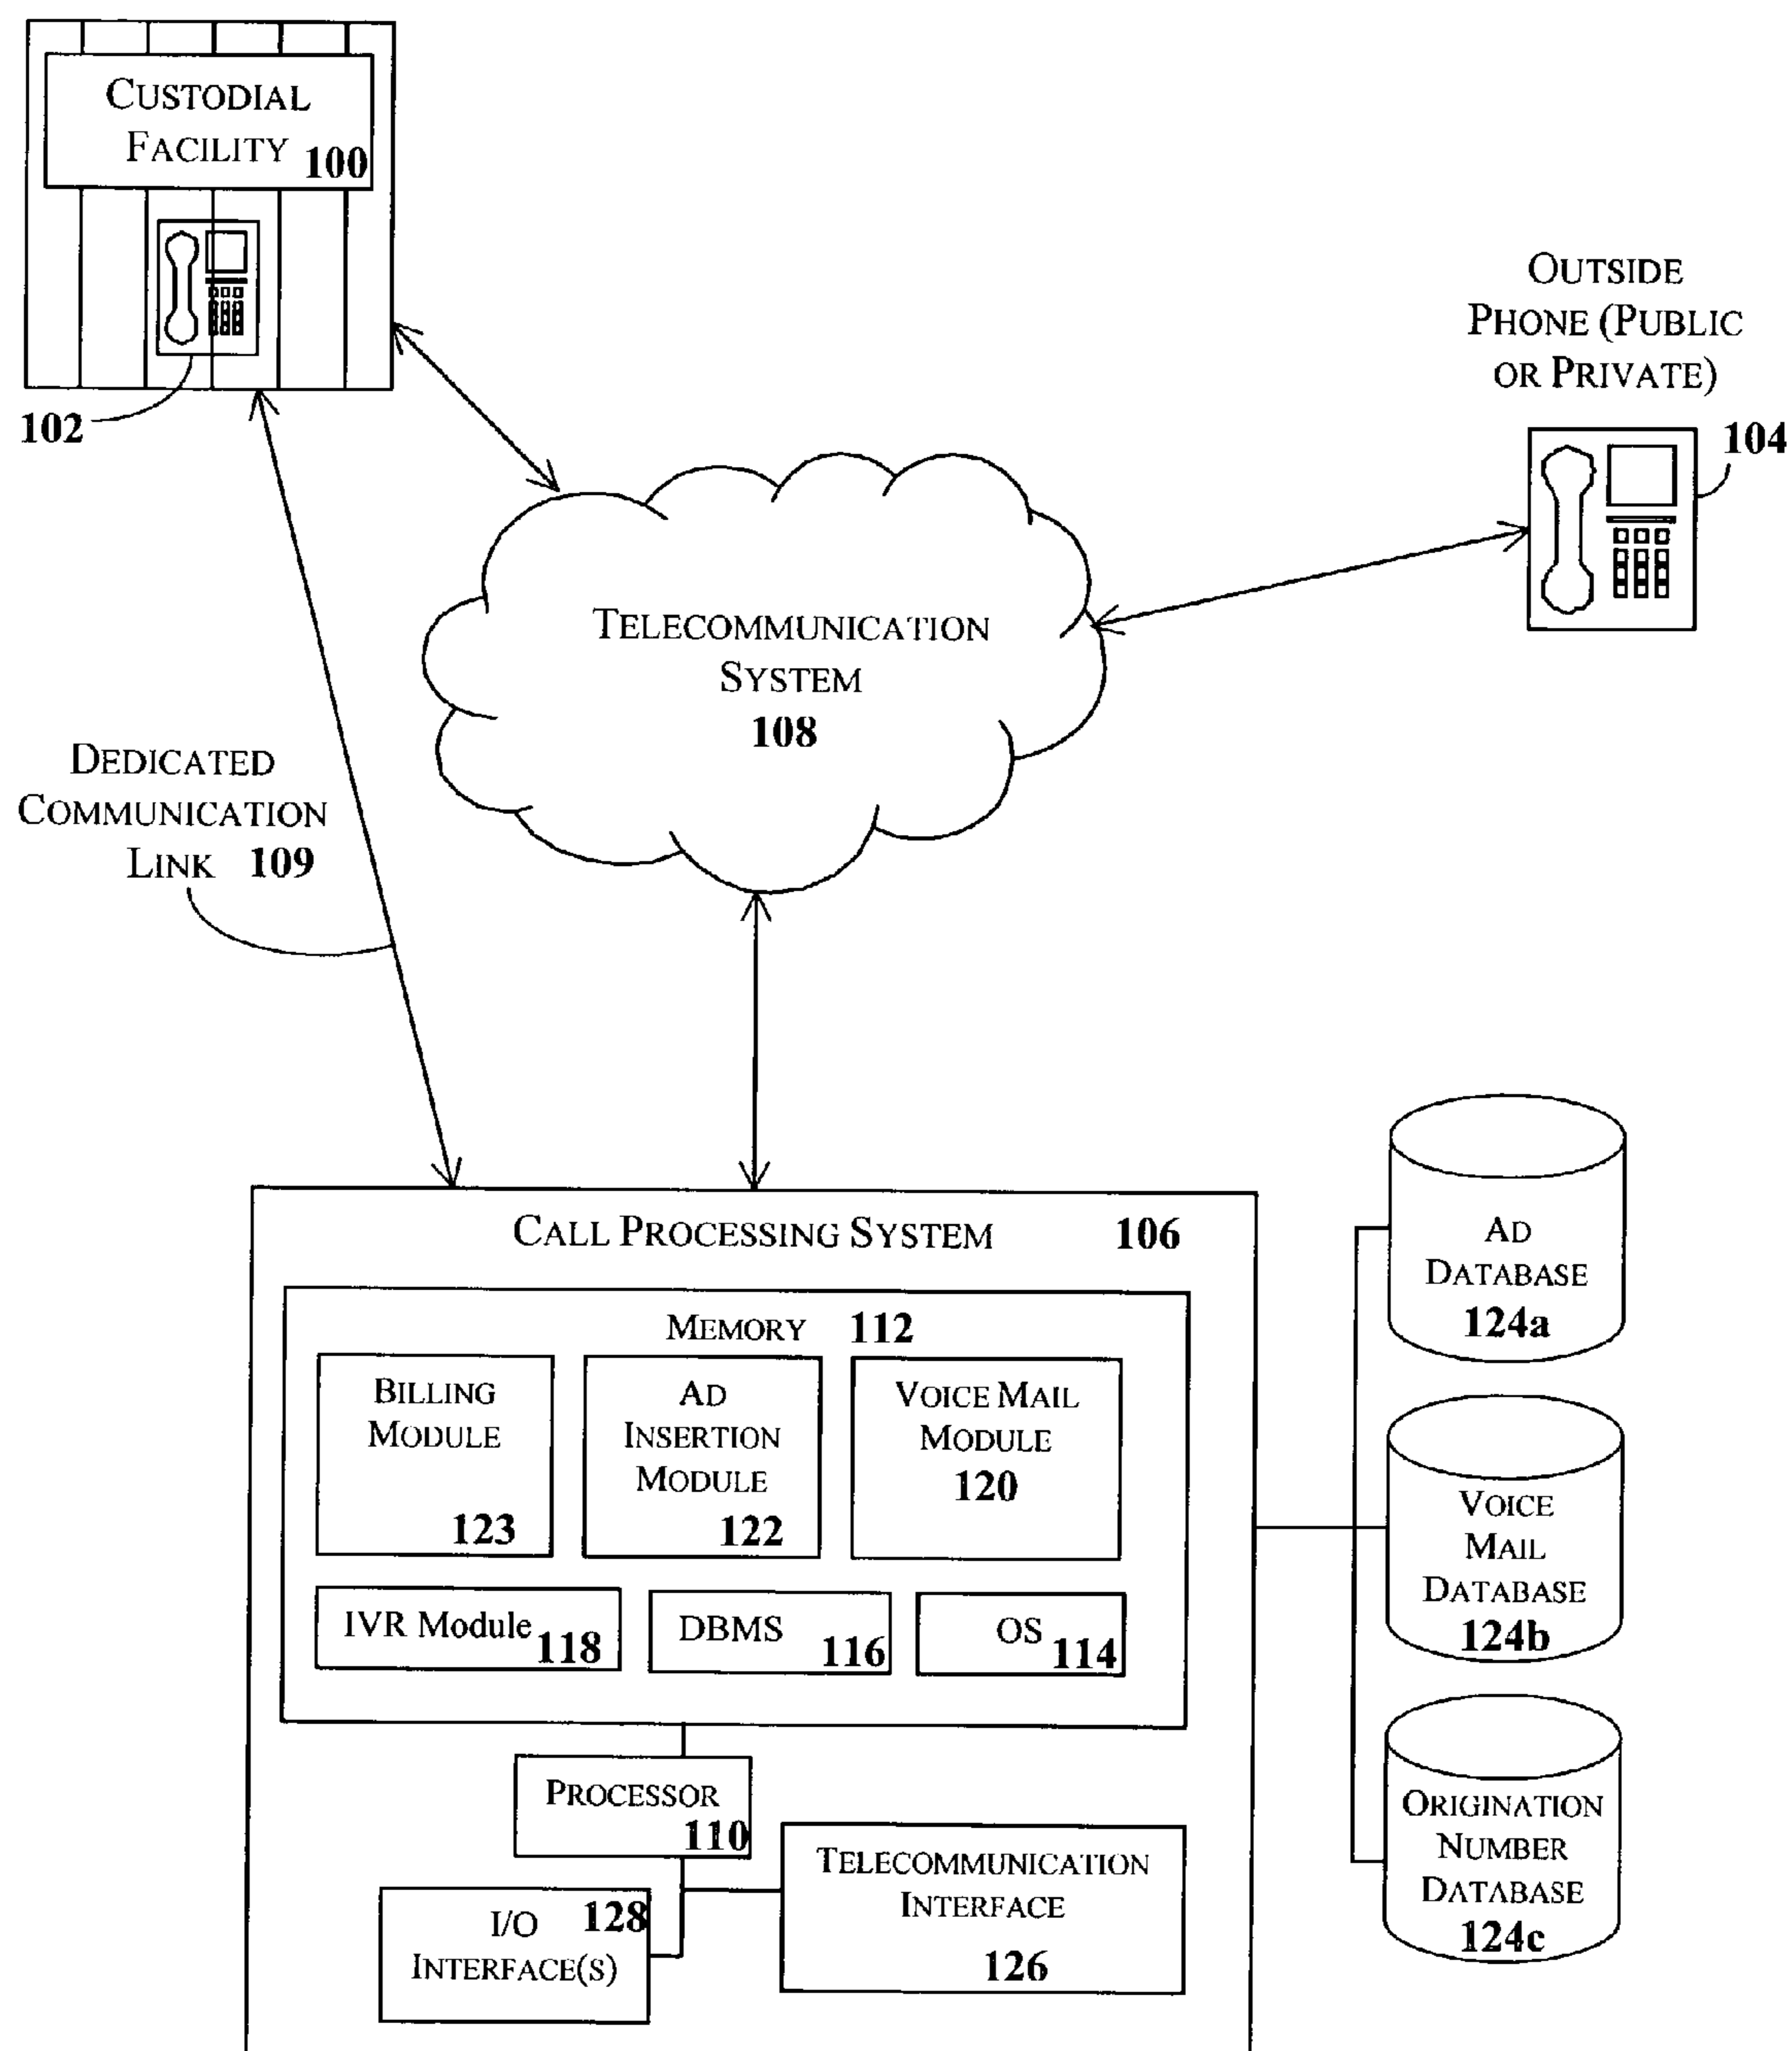 CUSTODIAL
FACILITY 100
102
OUTSIDE
PHONE (PUBLIC
OR PRIVATE)
104
TELECOMMUNICATION
SYSTEM
108
DEDICATED
COMMUNICATION
LINK 109
CALL PROCESSING SYSTEM 106
MEMORY 112
BILLING
MODULE
123
AD
INSERTION
MODULE
122
VOICE MAIL
MODULE
120
IVR Module 118
DBMS 116
OS 114
PROCESSOR
110
TELECOMMUNICATION
INTERFACE
126
I/O 128
INTERFACE(S)
AD
DATABASE
124a
VOICE
MAIL
DATABASE
124b
ORIGINATION
NUMBER
DATABASE
124c